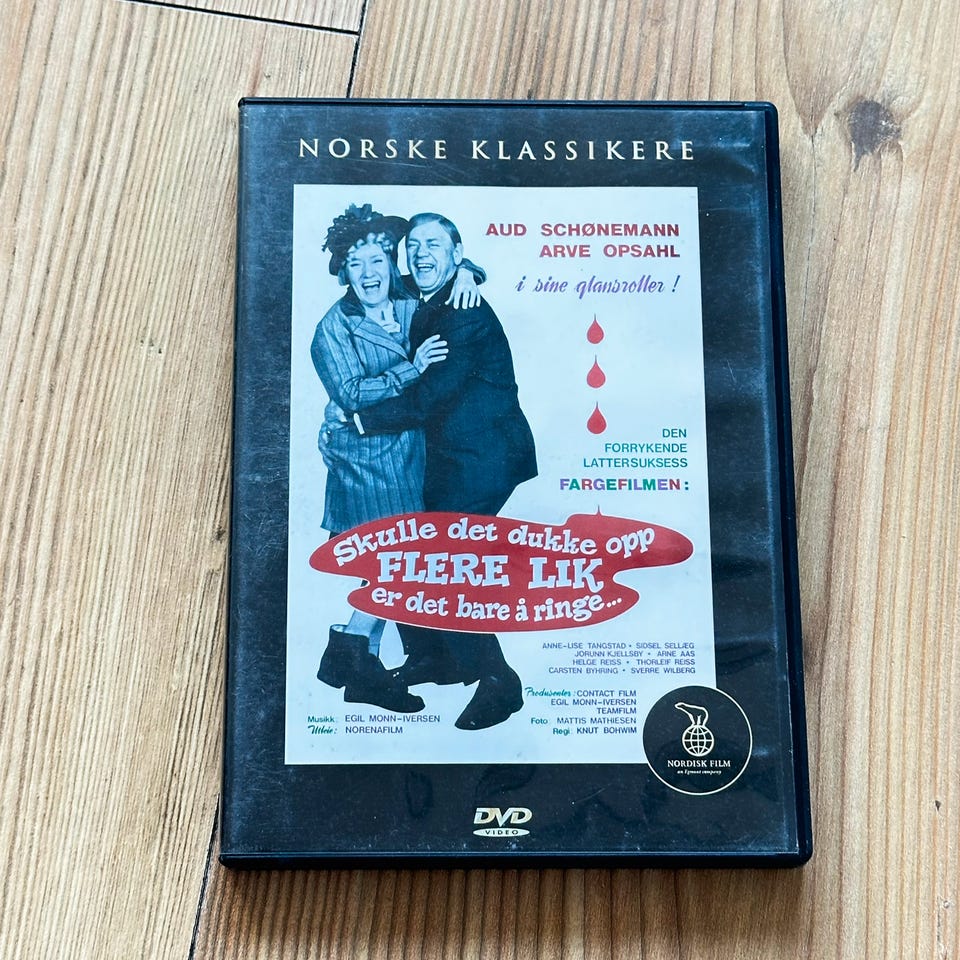 NORSKE KLASSIKERE
AUD SCHØNEMANN
ARVE OPSAHL
i sine glansroller !
DEN
FORRYKENDE
LATTERSUKSESS
FARGEFILMEN :
Skulle det dukke opp
FLERE LIK
er det bare å ringe...
ANNE-LISE TANGSTAD • SIDSEL SELLÆG
JORUNN KJELLSBY • ARNE AAS
HELGE REISS • THORLEIF REISS
CARSTEN BYHRING • SVERRE WILBERG
Produsenter : CONTACT FILM
EGIL MONN-IVERSEN
TEAMFILM
Foto: MATTIS MATHIESEN
Regi: KNUT BOHWIM
Musikk: EGIL MONN-IVERSEN
Utleie: NORENAFILM
NORDISK FILM
an Egmont company
DVD
VIDEO